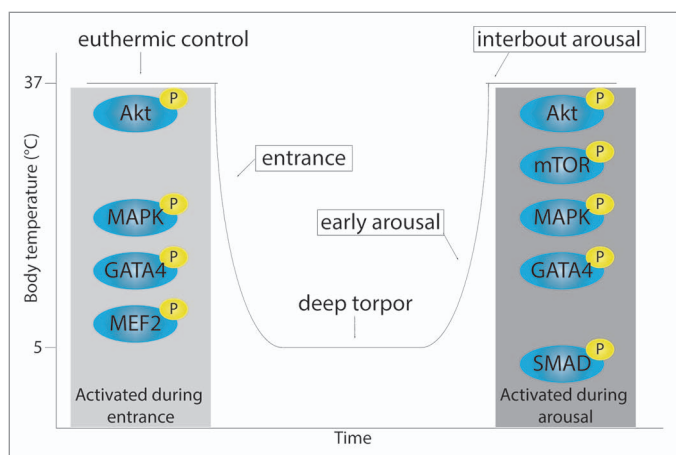 euthermic control
interbout arousal
37
P
Akt
P
Akt
P
mTOR
entrance
P
MAPK
P
MAPK
early arousal
P
GATA4
P
GATA4
deep torpor
P
MEF2
5
P
SMAD
Activated during
entrance
Activated during
arousal
Body temperature (°C)
Time